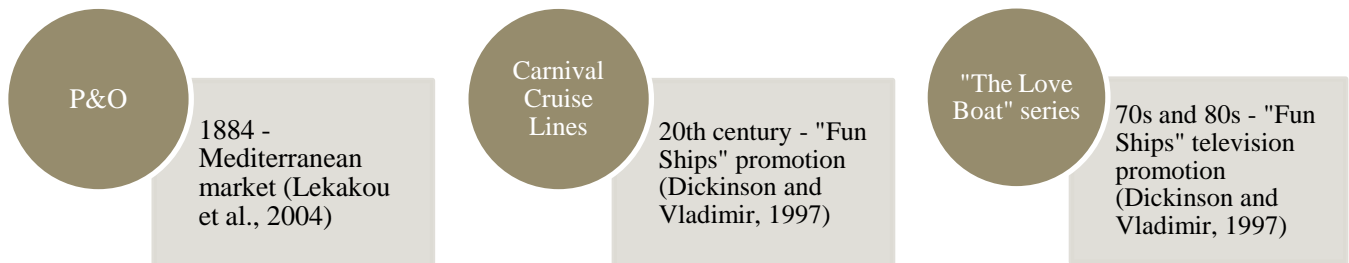 P&O
1884 -
Mediterranean
market (Lekakou
et al., 2004)
Carnival
Cruise
Lines
20th century - "Fun
Ships" promotion
(Dickinson and
Vladimir, 1997)
"The Love
Boat" series
70s and 80s - "Fun
Ships" television
promotion
(Dickinson and
Vladimir, 1997)